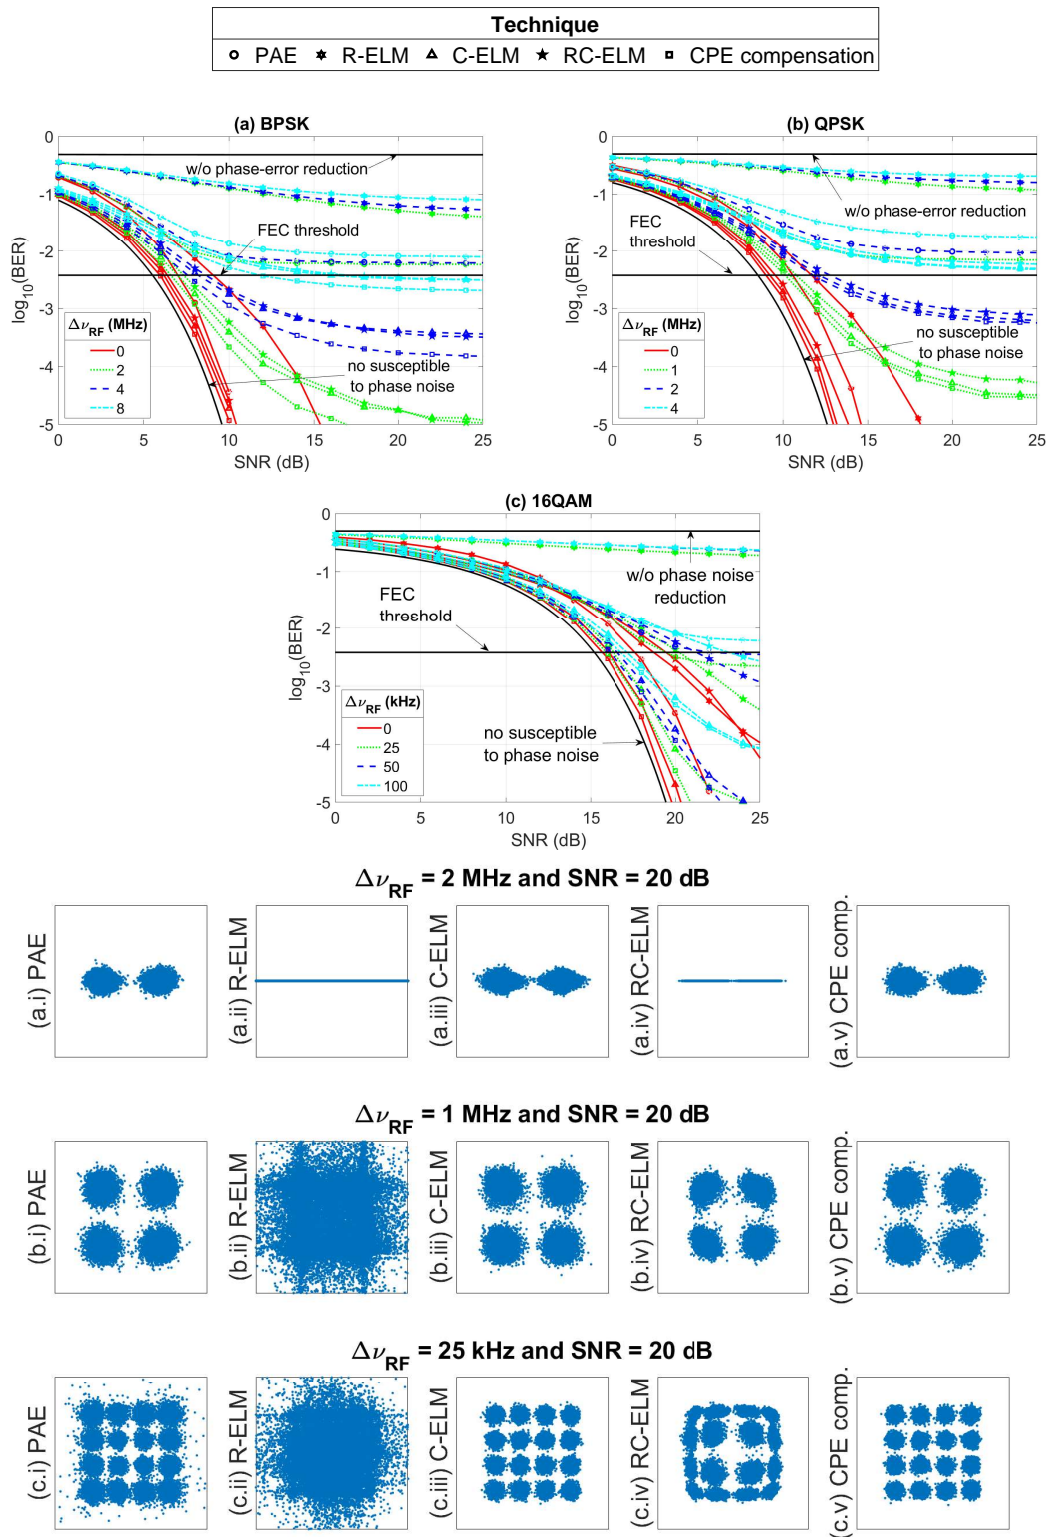 Technique
PAE R-ELM C-ELM RC-ELM CPE compensation
(a) BPSK
w/o phase-error reduction
FEC threshold
no susceptible
to phase noise
Δν_RF (MHz)
0
2
4
8
log10(BER)
0
-1
-2
-3
-4
-5
0 5 10 15 20 25
SNR (dB)
(b) QPSK
w/o phase-error reduction
FEC
threshold
no susceptible
to phase noise
Δν_RF (MHz)
0
1
2
4
log10(BER)
0
-1
-2
-3
-4
-5
0 5 10 15 20 25
SNR (dB)
(c) 16QAM
w/o phase noise
reduction
FEC
threshold
no susceptible
to phase noise
Δν_RF (kHz)
0
25
50
100
log10(BER)
0
-1
-2
-3
-4
-5
0 5 10 15 20 25
SNR (dB)
Δν_RF = 2 MHz and SNR = 20 dB
(a.i) PAE
(a.ii) R-ELM
(a.iii) C-ELM
(a.iv) RC-ELM
(a.v) CPE comp.
Δν_RF = 1 MHz and SNR = 20 dB
(b.i) PAE
(b.ii) R-ELM
(b.iii) C-ELM
(b.iv) RC-ELM
(b.v) CPE comp.
Δν_RF = 25 kHz and SNR = 20 dB
(c.i) PAE
(c.ii) R-ELM
(c.iii) C-ELM
(c.iv) RC-ELM
(c.v) CPE comp.